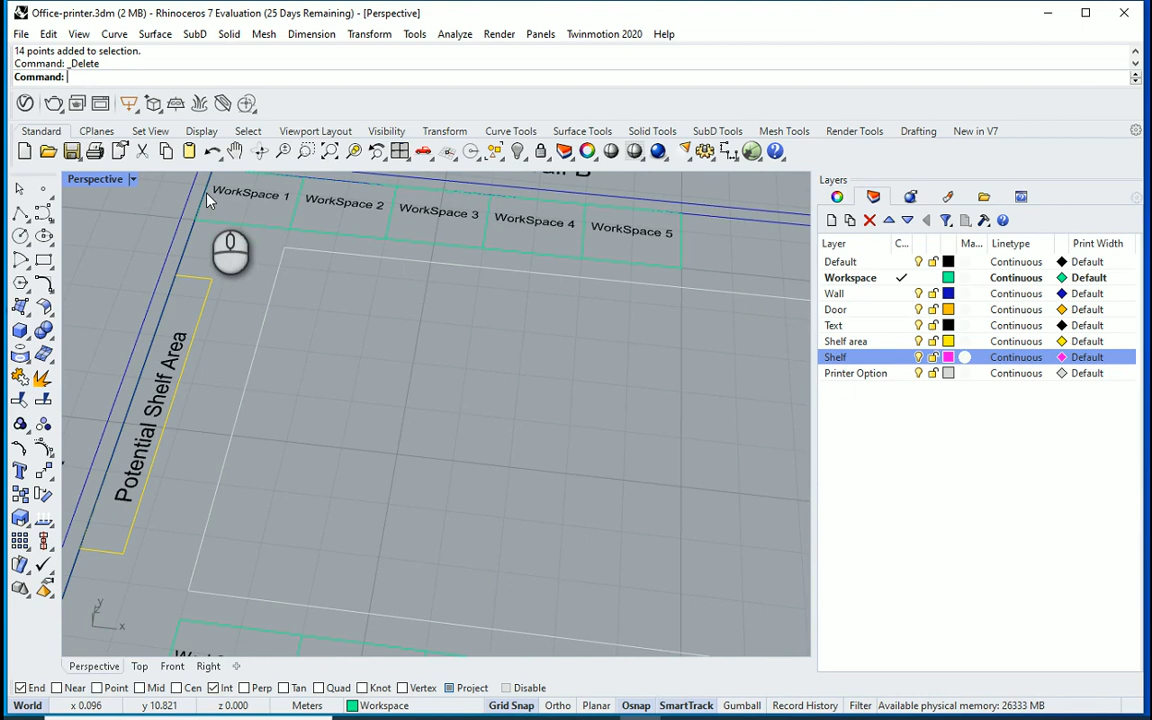 Office-printer.3dm (2 MB) - Rhinoceros 7 Evaluation (25 Days Remaining) - [Perspective]
File Edit View Curve Surface SubD Solid Mesh Dimension Transform Tools Analyze Render Panels Twinmotion 2020 Help
14 points added to selection.
Command: _Delete
Command:
Standard CPlanes Set View Display Select Viewport Layout Visibility Transform Curve Tools Surface Tools Solid Tools SubD Tools Mesh Tools Render Tools Drafting New in V7
Perspective
WorkSpace 1 WorkSpace 2 WorkSpace 3 WorkSpace 4 WorkSpace 5
Potential Shelf Area
y
x
Layers
Layer C... Ma... Linetype Print Width
Default Continuous Default
Workspace Continuous Default
Wall Continuous Default
Door Continuous Default
Text Continuous Default
Shelf area Continuous Default
Shelf Continuous Default
Printer Option Continuous Default
Perspective Top Front Right
End Near Point Mid Cen Int Perp Tan Quad Knot Vertex Project Disable
World x 0.096 y 10.821 z 0.000 Meters Workspace Grid Snap Ortho Planar Osnap SmartTrack Gumball Record History Filter Available physical memory: 26333 MB